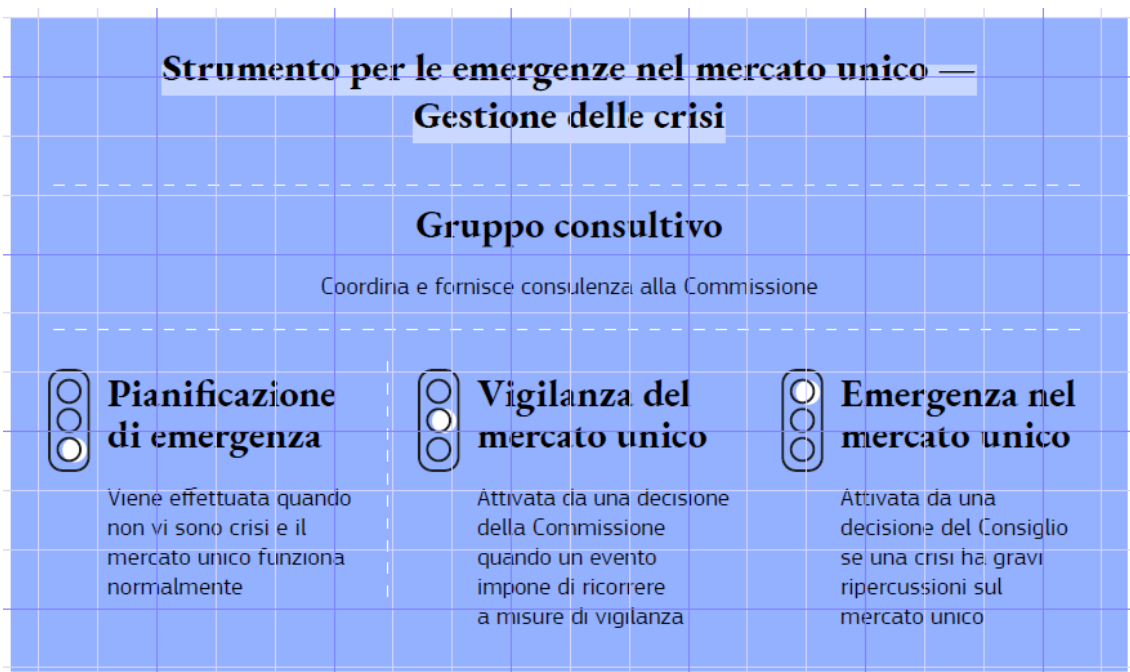 Strumento per le emergenze nel mercato unico —
Gestione delle crisi
Gruppo consultivo
Coordina e fornisce consulenza alla Commissione
Pianificazione
di emergenza
Viene effettuata quando
non vi sono crisi e il
mercato unico funziona
normalmente
Vigilanza del
mercato unico
Attivata da una decisione
della Commissione
quando un evento
impone di ricorrere
a misure di vigilanza
Emergenza nel
mercato unico
Attivata da una
decisione del Consiglio
se una crisi ha gravi
ripercussioni sul
mercato unico